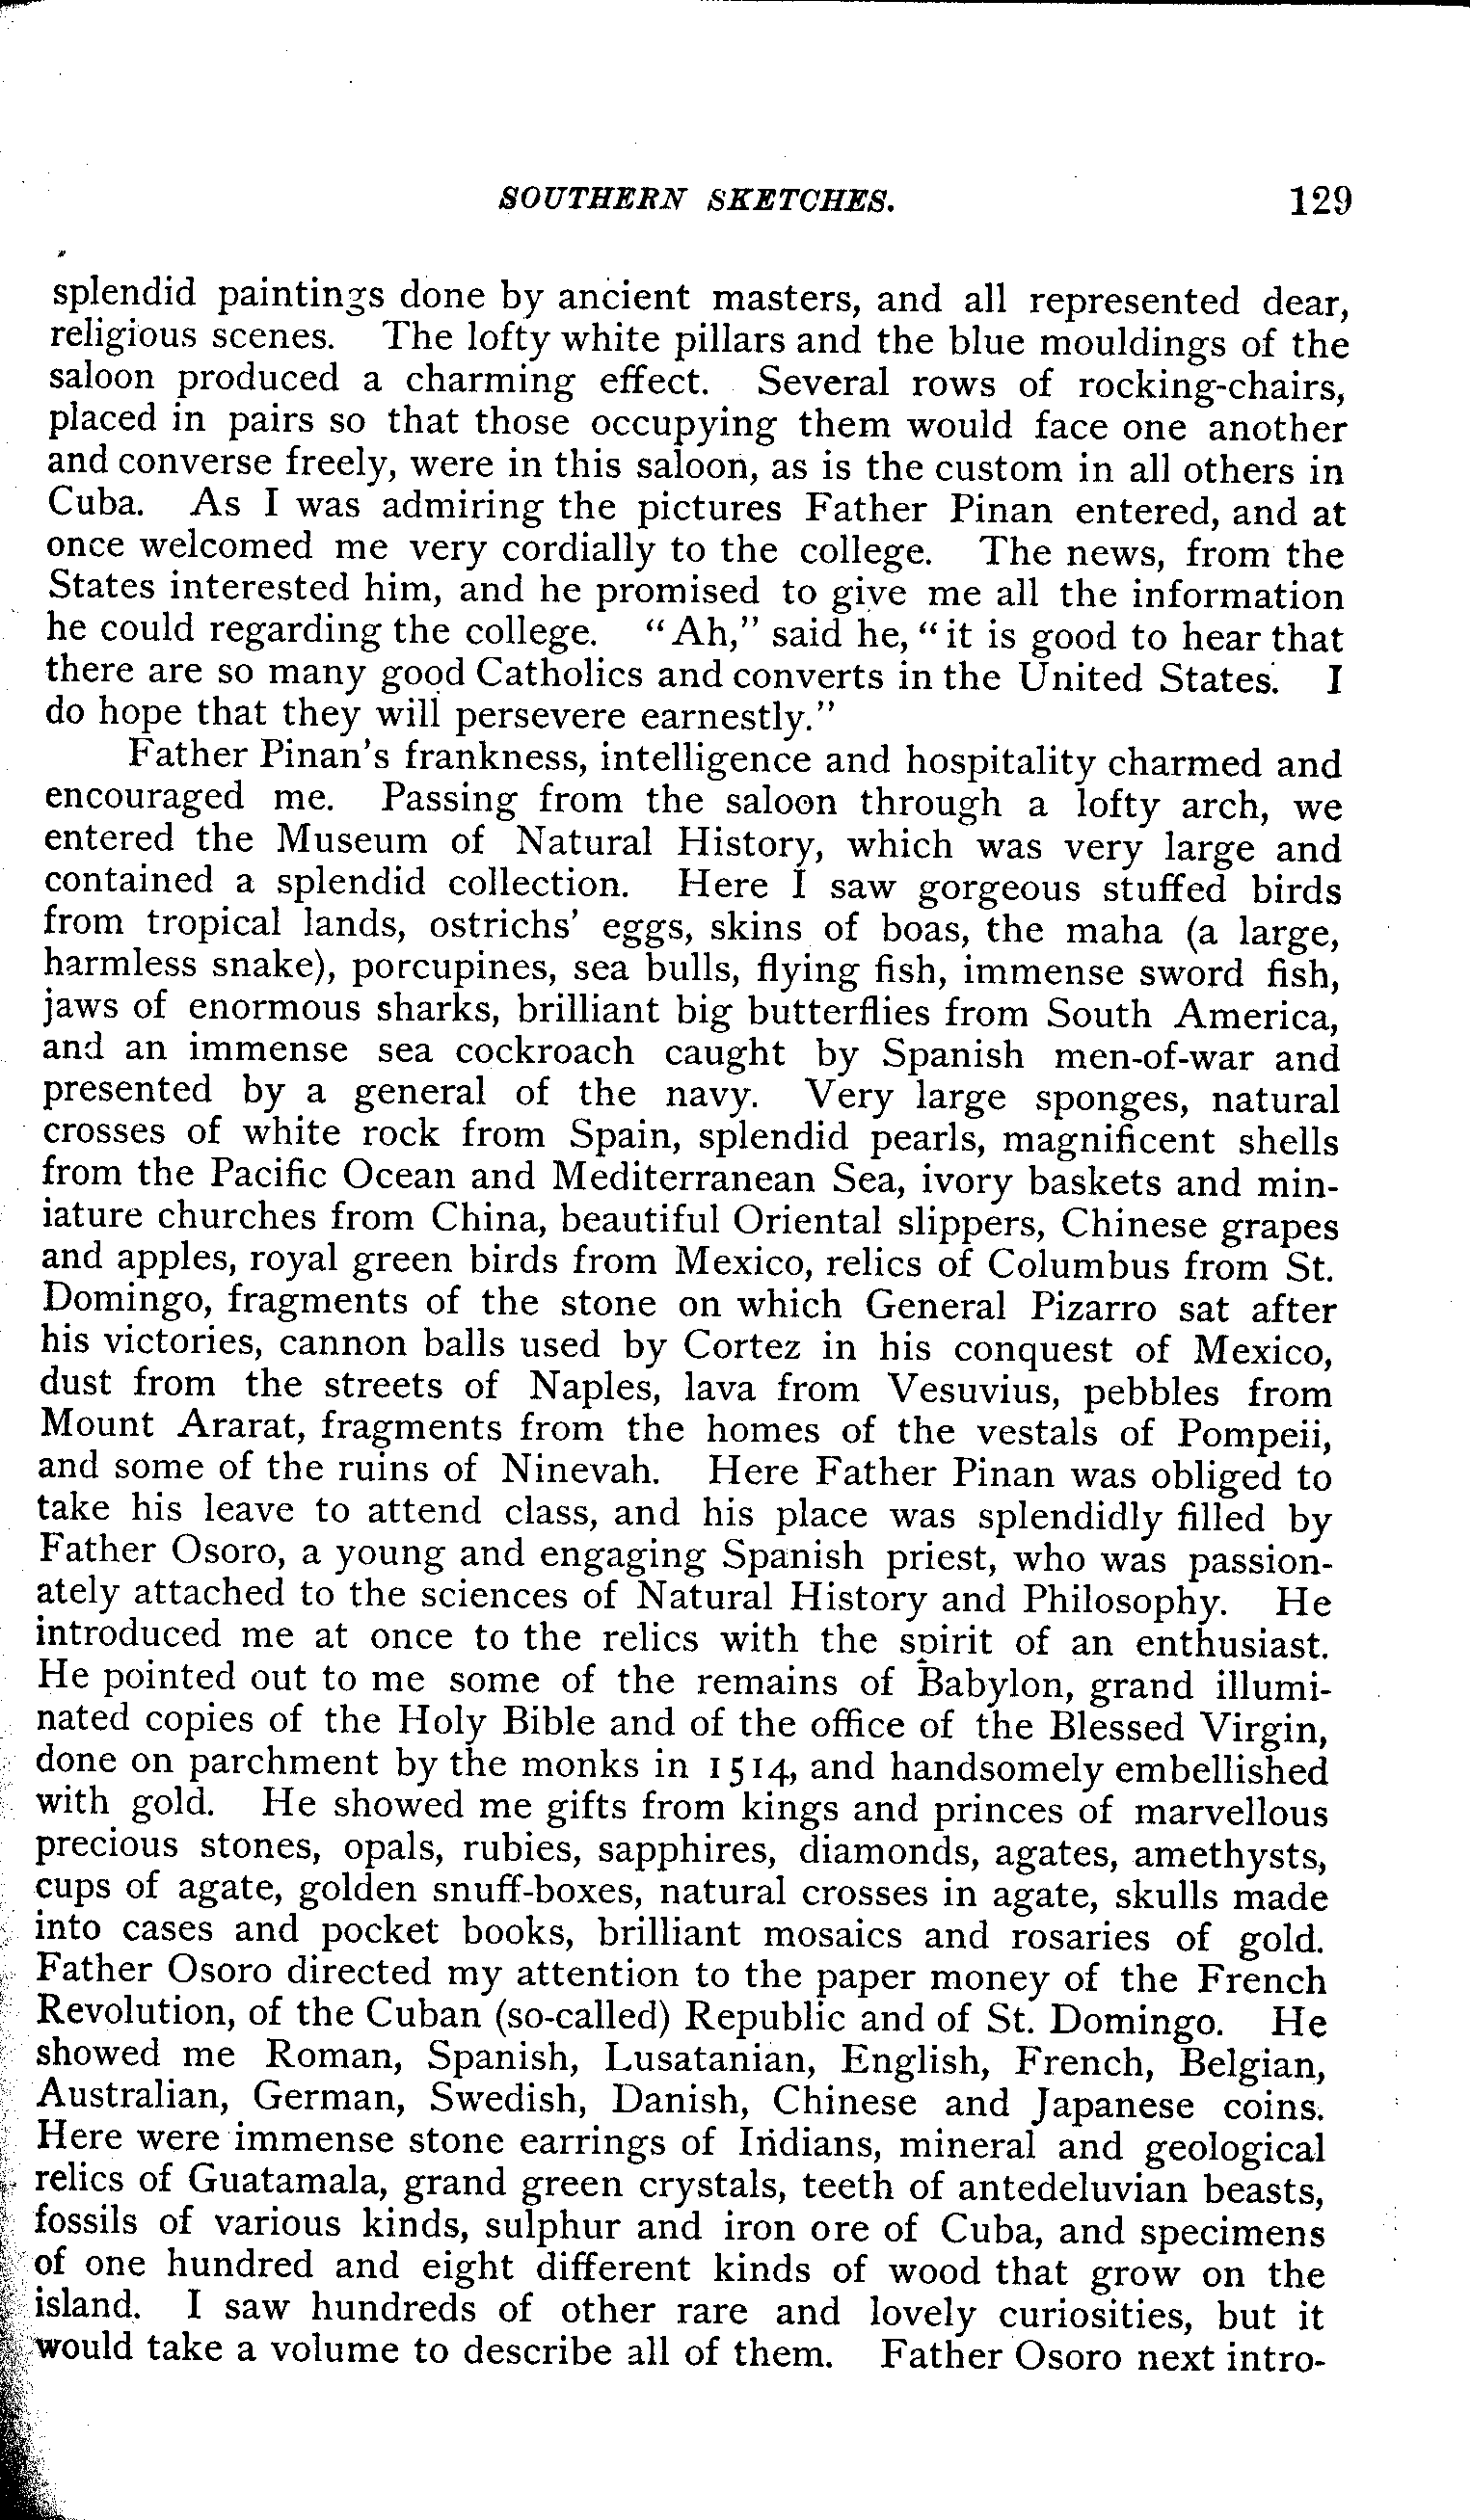 SOUTHERN SKETCHES. 129
splendid paintings done by ancient masters, and all represented dear,
religious scenes. The lofty white pillars and the blue mouldings of the
saloon produced a charming effect. Several rows of rocking-chairs,
placed in pairs so that those occupying them would face one another
and converse freely, were in this saloon, as is the custom in all others in
Cuba. As I was admiring the pictures Father Pinan entered, and at
once welcomed me very cordially to the college. The news, from the
States interested him, and he promised to give me all the information
he could regarding the college. "Ah," said he, "it is good to hear that
there are so many good Catholics and converts in the United States. I
do hope that they will persevere earnestly."
Father Pinan's frankness, intelligence and hospitality charmed and
encouraged me. Passing from the saloon through a lofty arch, we
entered the Museum of Natural History, which was very large and
contained a splendid collection. Here I saw gorgeous stuffed birds
from tropical lands, ostrichs' eggs, skins of boas, the maha (a large,
harmless snake), porcupines, sea bulls, flying fish, immense sword fish,
jaws of enormous sharks, brilliant big butterflies from South America,
and an immense sea cockroach caught by Spanish men-of-war and
presented by a general of the navy. Very large sponges, natural
crosses of white rock from Spain, splendid pearls, magnificent shells
from the Pacific Ocean and Mediterranean Sea, ivory baskets and min-
iature churches from China, beautiful Oriental slippers, Chinese grapes
and apples, royal green birds from Mexico, relics of Columbus from St.
Domingo, fragments of the stone on which General Pizarro sat after
his victories, cannon balls used by Cortez in his conquest of Mexico,
dust from the streets of Naples, lava from Vesuvius, pebbles from
Mount Ararat, fragments from the homes of the vestals of Pompeii,
and some of the ruins of Ninevah. Here Father Pinan was obliged to
take his leave to attend class, and his place was splendidly filled by
Father Osoro, a young and engaging Spanish priest, who was passion-
ately attached to the sciences of Natural History and Philosophy. He
introduced me at once to the relics with the spirit of an enthusiast.
He pointed out to me some of the remains of Babylon, grand illumi-
nated copies of the Holy Bible and of the office of the Blessed Virgin,
done on parchment by the monks in 1514, and handsomely embellished
with gold. He showed me gifts from kings and princes of marvellous
precious stones, opals, rubies, sapphires, diamonds, agates, amethysts,
cups of agate, golden snuff-boxes, natural crosses in agate, skulls made
into cases and pocket books, brilliant mosaics and rosaries of gold.
Father Osoro directed my attention to the paper money of the French
Revolution, of the Cuban (so-called) Republic and of St. Domingo. He
showed me Roman, Spanish, Lusatanian, English, French, Belgian,
Australian, German, Swedish, Danish, Chinese and Japanese coins.
Here were immense stone earrings of Indians, mineral and geological
relics of Guatamala, grand green crystals, teeth of antedeluvian beasts,
fossils of various kinds, sulphur and iron ore of Cuba, and specimens
of one hundred and eight different kinds of wood that grow on the
island. I saw hundreds of other rare and lovely curiosities, but it
would take a volume to describe all of them. Father Osoro next intro-